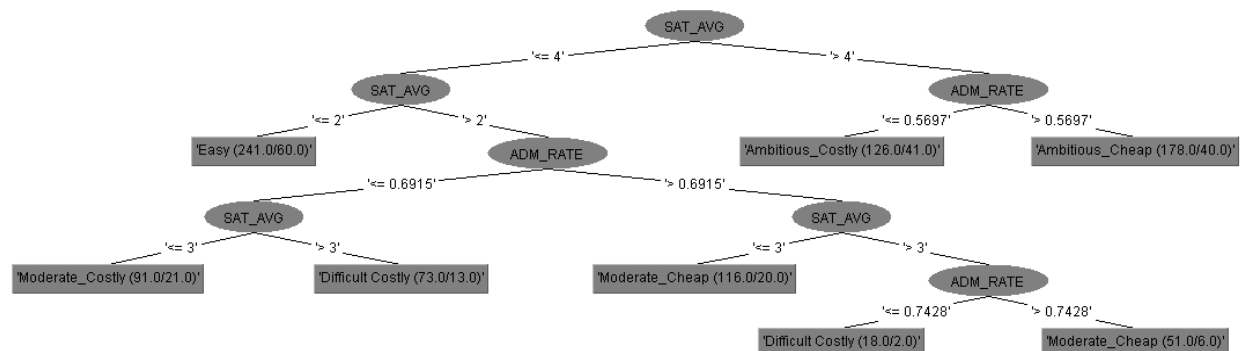 SAT_AVG
'<= 4'
'> 4'
SAT_AVG
ADM_RATE
'<= 2'
'> 2'
'<= 0.5697'
'> 0.5697'
'Easy (241.0/60.0)'
ADM_RATE
'Ambitious_Costly (126.0/41.0)'
'Ambitious_Cheap (178.0/40.0)'
'<= 0.6915'
'> 0.6915'
SAT_AVG
SAT_AVG
'<= 3'
'> 3'
'<= 3'
'> 3'
'Moderate_Costly (91.0/21.0)'
'Difficult Costly (73.0/13.0)'
'Moderate_Cheap (116.0/20.0)'
ADM_RATE
'<= 0.7428'
'> 0.7428'
'Difficult Costly (18.0/2.0)'
'Moderate_Cheap (51.0/6.0)'